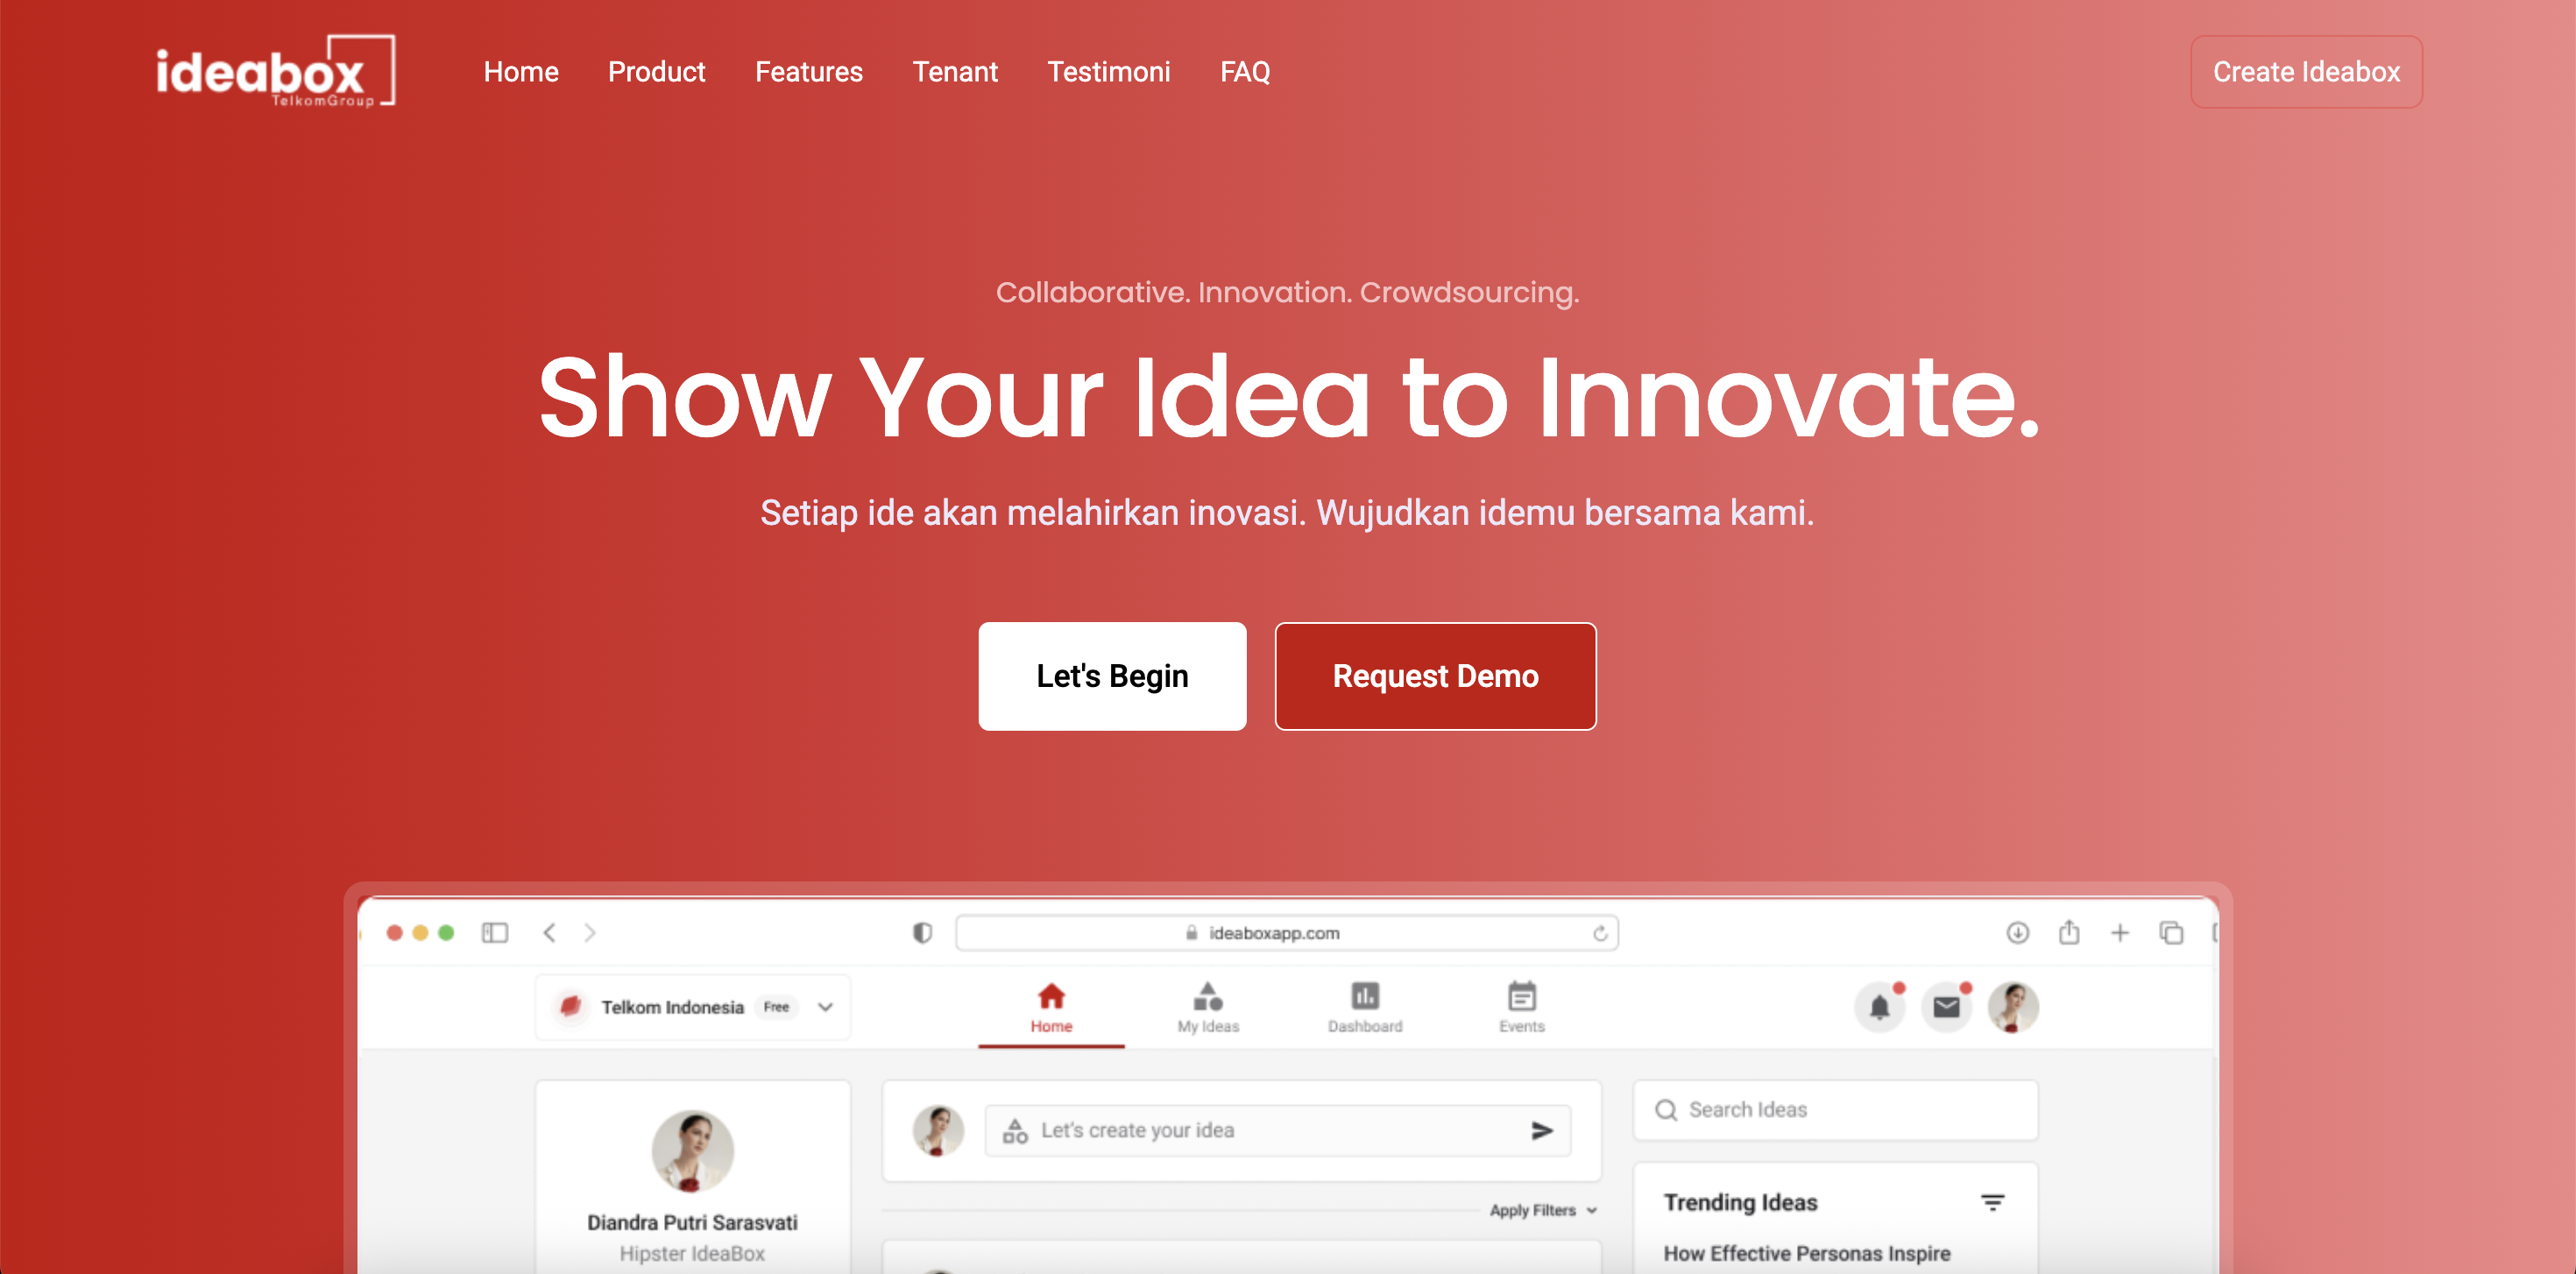 ideabox
TelkomGroup
Home Product Features Tenant Testimoni FAQ
Create Ideabox
Collaborative. Innovation. Crowdsourcing.
Show Your Idea to Innovate.
Setiap ide akan melahirkan inovasi. Wujudkan idemu bersama kami.
Let's Begin Request Demo
ideaboxapp.com
Telkom Indonesia Free
Home My Ideas Dashboard Events
Let's create your idea
Search Ideas
Diandra Putri Sarasvati
Hipster IdeaBox
Apply Filters
Trending Ideas
How Effective Personas Inspire